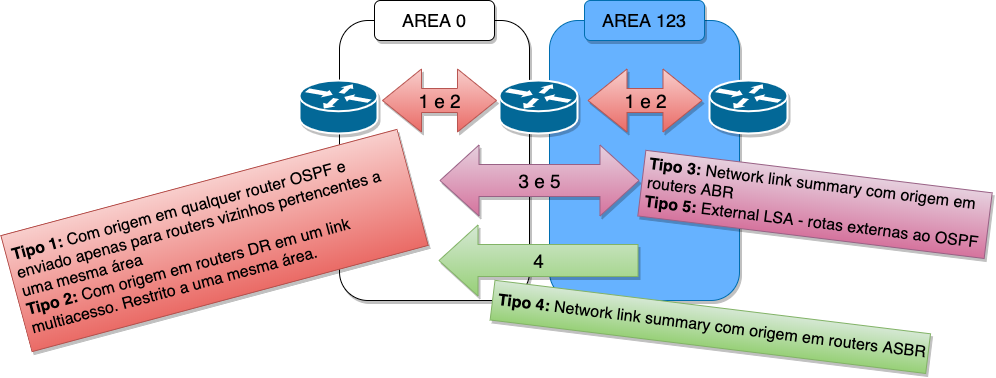 AREA 0
AREA 123
1 e 2
1 e 2
3 e 5
4
Tipo 1: Com origem em qualquer router OSPF e
enviado apenas para routers vizinhos pertencentes a
uma mesma área
Tipo 2: Com origem em routers DR em um link
multiacesso. Restrito a uma mesma área.
Tipo 3: Network link summary com origem em
routers ABR
Tipo 5: External LSA - rotas externas ao OSPF
Tipo 4: Network link summary com origem em routers ASBR